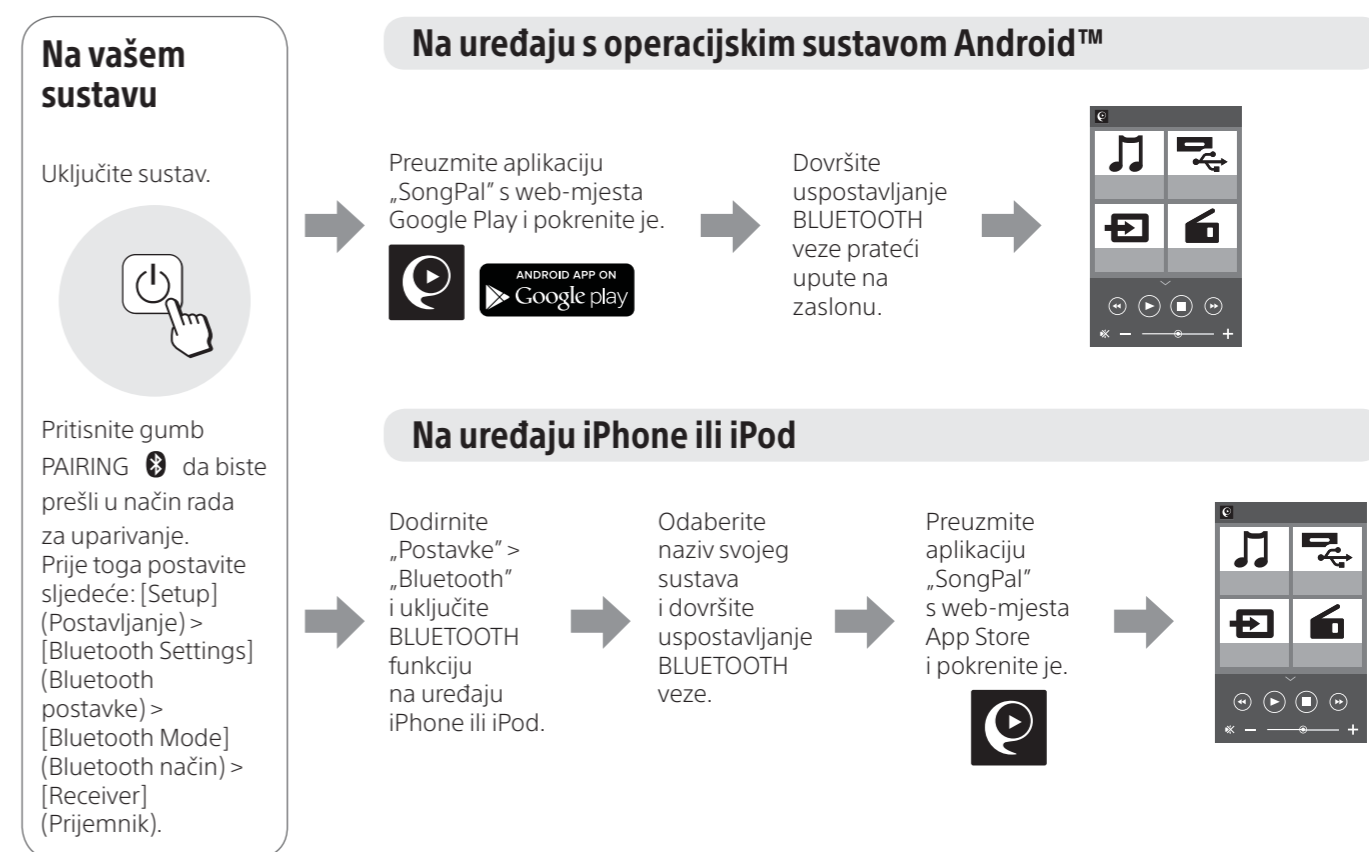 Na vašem
sustavu
Uključite sustav.
Pritisnite gumb
PAIRING da biste
prešli u način rada
za uparivanje.
Prije toga postavite
sljedeće: [Setup]
(Postavljanje) >
[Bluetooth Settings]
(Bluetooth
postavke) >
[Bluetooth Mode]
(Bluetooth način) >
[Receiver]
(Prijemnik).
Na uređaju s operacijskim sustavom Android™
Preuzmite aplikaciju
„SongPal” s web-mjesta
Google Play i pokrenite je.
ANDROID APP ON
Google play
Dovršite
uspostavljanje
BLUETOOTH
veze prateći
upute na
zaslonu.
Na uređaju iPhone ili iPod
Dodirnite
„Postavke” >
„Bluetooth”
i uključite
BLUETOOTH
funkciju
na uređaju
iPhone ili iPod.
Odaberite
naziv svojeg
sustava
i dovršite
uspostavljanje
BLUETOOTH
veze.
Preuzmite
aplikaciju
„SongPal”
s web-mjesta
App Store
i pokrenite je.